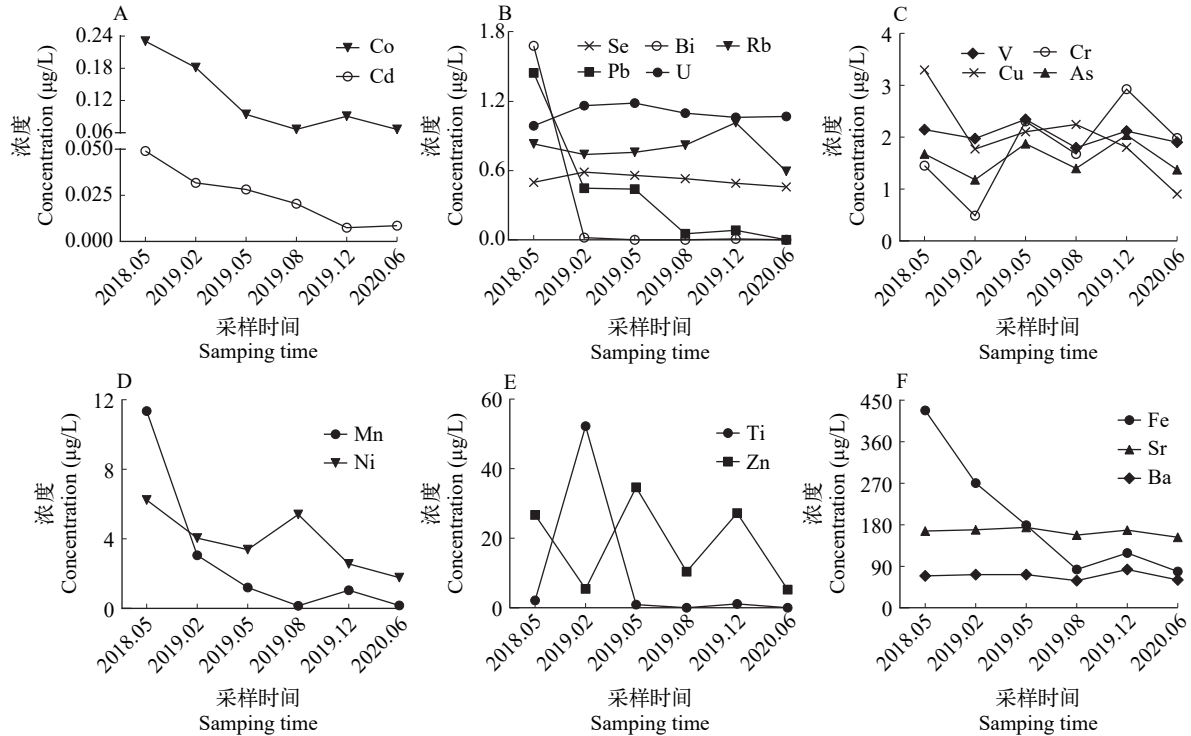 A
浓度
Concentration (μg/L)
0.24
0.18
0.12
0.06
0.050
0.025
0.000
Co
Cd
2018.05
2019.02
2019.05
2019.08
2019.12
2020.06
采样时间
Samping time
B
浓度
Concentration (μg/L)
1.8
1.2
0.6
0.0
Se Bi Rb
Pb U
2018.05
2019.02
2019.05
2019.08
2019.12
2020.06
采样时间
Samping time
C
浓度
Concentration (μg/L)
4
3
2
1
0
V Cr
Cu As
2018.05
2019.02
2019.05
2019.08
2019.12
2020.06
采样时间
Samping time
D
浓度
Concentration (μg/L)
12
8
4
0
Mn
Ni
2018.05
2019.02
2019.05
2019.08
2019.12
2020.06
采样时间
Samping time
E
浓度
Concentration (μg/L)
60
40
20
0
Ti
Zn
2018.05
2019.02
2019.05
2019.08
2019.12
2020.06
采样时间
Samping time
F
浓度
Concentration (μg/L)
450
360
270
180
90
0
Fe
Sr
Ba
2018.05
2019.02
2019.05
2019.08
2019.12
2020.06
采样时间
Samping time